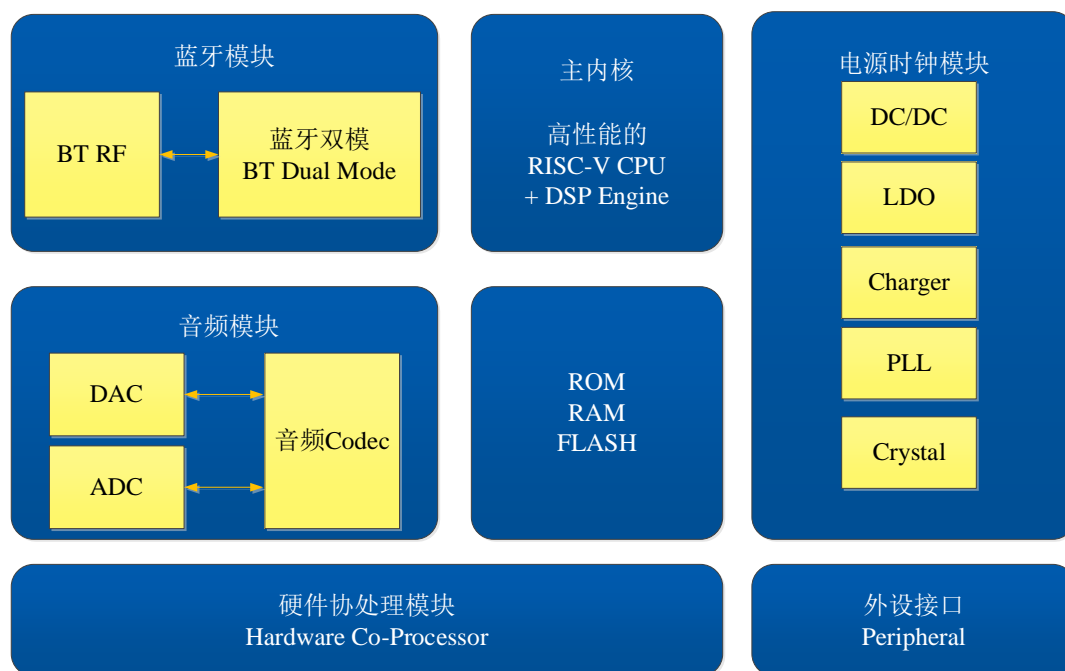 蓝牙模块
BT RF
蓝牙双模
BT Dual Mode
主内核
高性能的
RISC-V CPU
+ DSP Engine
电源时钟模块
DC/DC
LDO
Charger
PLL
Crystal
音频模块
DAC
ADC
音频Codec
ROM
RAM
FLASH
硬件协处理模块
Hardware Co-Processor
外设接口
Peripheral